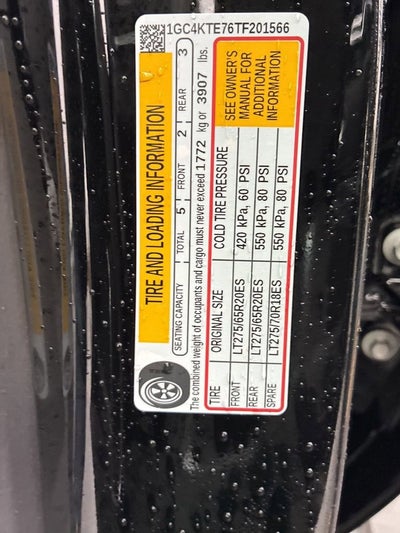 1GC4KTE76TF201566
TIRE AND LOADING INFORMATION
SEATING CAPACITY TOTAL 5 FRONT 2 REAR 3
The combined weight of occupants and cargo must never exceed 1772 kg or 3907 lbs.
TIRE ORIGINAL SIZE COLD TIRE PRESSURE
FRONT LT275/65R20ES 420 kPa, 60 PSI
REAR LT275/65R20ES 550 kPa, 80 PSI
SPARE LT275/70R18ES 550 kPa, 80 PSI
SEE OWNER'S
MANUAL FOR
ADDITIONAL
INFORMATION